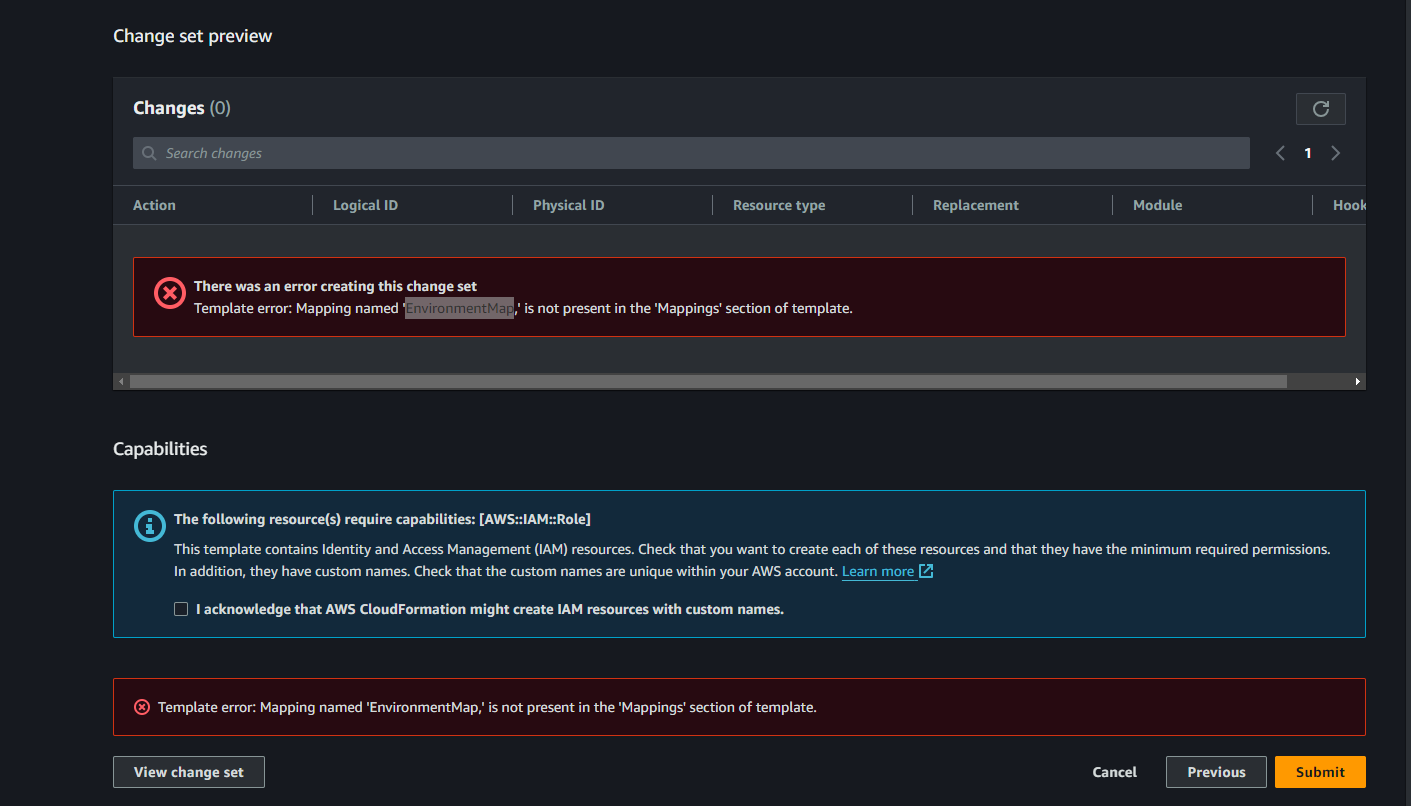 Change set preview
Changes (0)
Search changes
1
Action Logical ID Physical ID Resource type Replacement Module Hook
There was an error creating this change set
Template error: Mapping named 'EnvironmentMap,' is not present in the 'Mappings' section of template.
Capabilities
The following resource(s) require capabilities: [AWS::IAM::Role]
This template contains Identity and Access Management (IAM) resources. Check that you want to create each of these resources and that they have the minimum required permissions.
In addition, they have custom names. Check that the custom names are unique within your AWS account. Learn more
I acknowledge that AWS CloudFormation might create IAM resources with custom names.
Template error: Mapping named 'EnvironmentMap,' is not present in the 'Mappings' section of template.
View change set Cancel Previous Submit